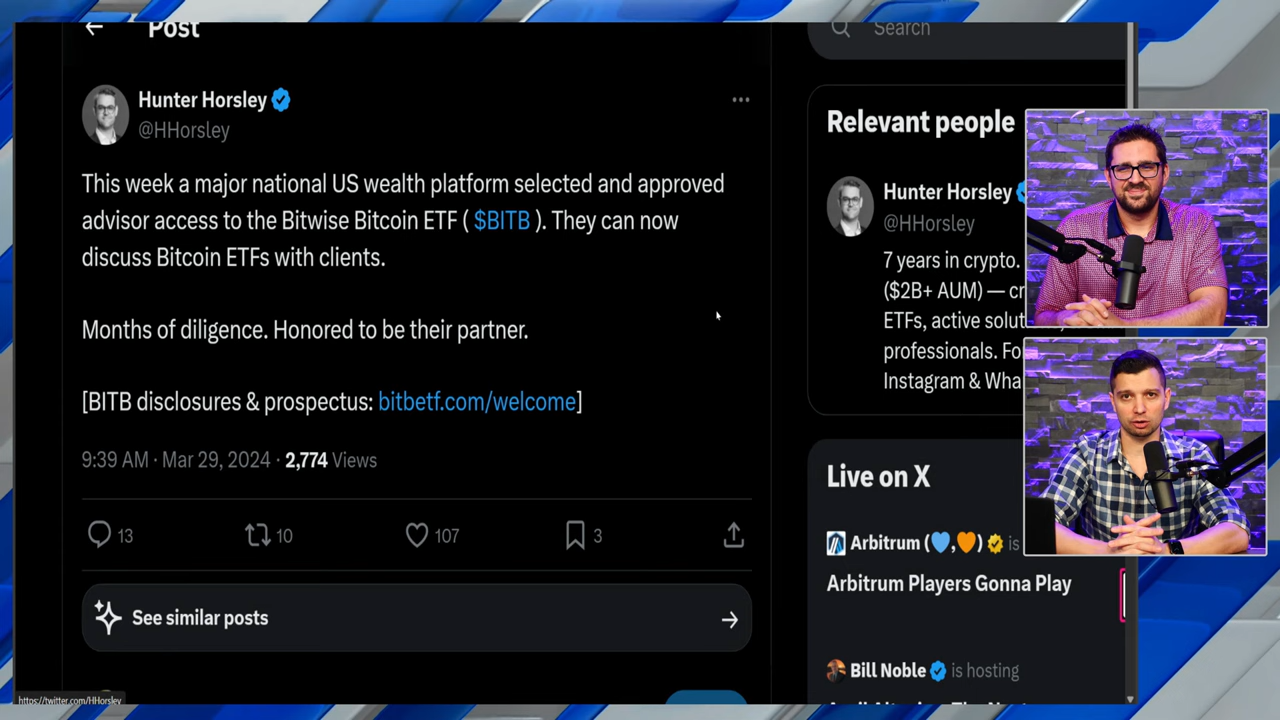 Post
Search
Hunter Horsley
@HHorsley
This week a major national US wealth platform selected and approved
advisor access to the Bitwise Bitcoin ETF ( $BITB ). They can now
discuss Bitcoin ETFs with clients.
Months of diligence. Honored to be their partner.
[BITB disclosures & prospectus: bitbetf.com/welcome]
9:39 AM · Mar 29, 2024 · 2,774 Views
13
10
107
3
See similar posts
Relevant people
Hunter Horsley
@HHorsley
7 years in crypto.
($2B+ AUM) — cr
ETFs, active solut
professionals. Fo
Instagram & Wha
Live on X
Arbitrum (💙,🧡) is
Arbitrum Players Gonna Play
Bill Noble is hosting
https://twitter.com/HHorsley